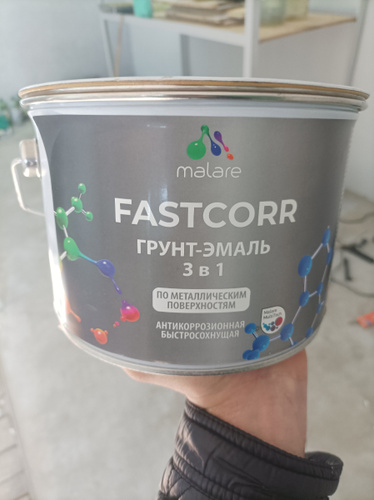 malare
FASTCORR
ГРУНТ-ЭМАЛЬ
3 в 1
ПО МЕТАЛЛИЧЕСКИМ
ПОВЕРХНОСТЯМ
АНТИКОРРОЗИОННАЯ
БЫСТРОСОХНУЩАЯ